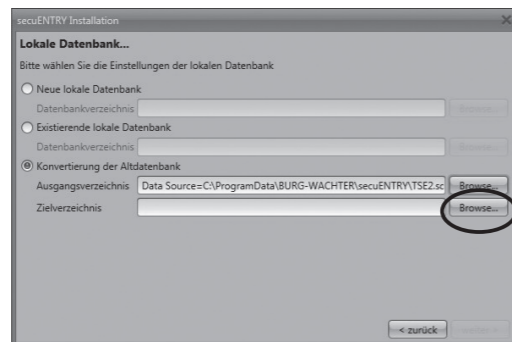 secuENTRY Installation
Lokale Datenbank...
Bitte wählen Sie die Einstellungen der lokalen Datenbank
Neue lokale Datenbank
Datenbankverzeichnis Browse...
Existierende lokale Datenbank
Datenbankverzeichnis Browse...
Konvertierung der Altdatenbank
Ausgangsverzeichnis Data Source=C:\ProgramData\BURG-WACHTER\secuENTRY\TSE2.sc Browse...
Zielverzeichnis Browse...
< zurück weiter >